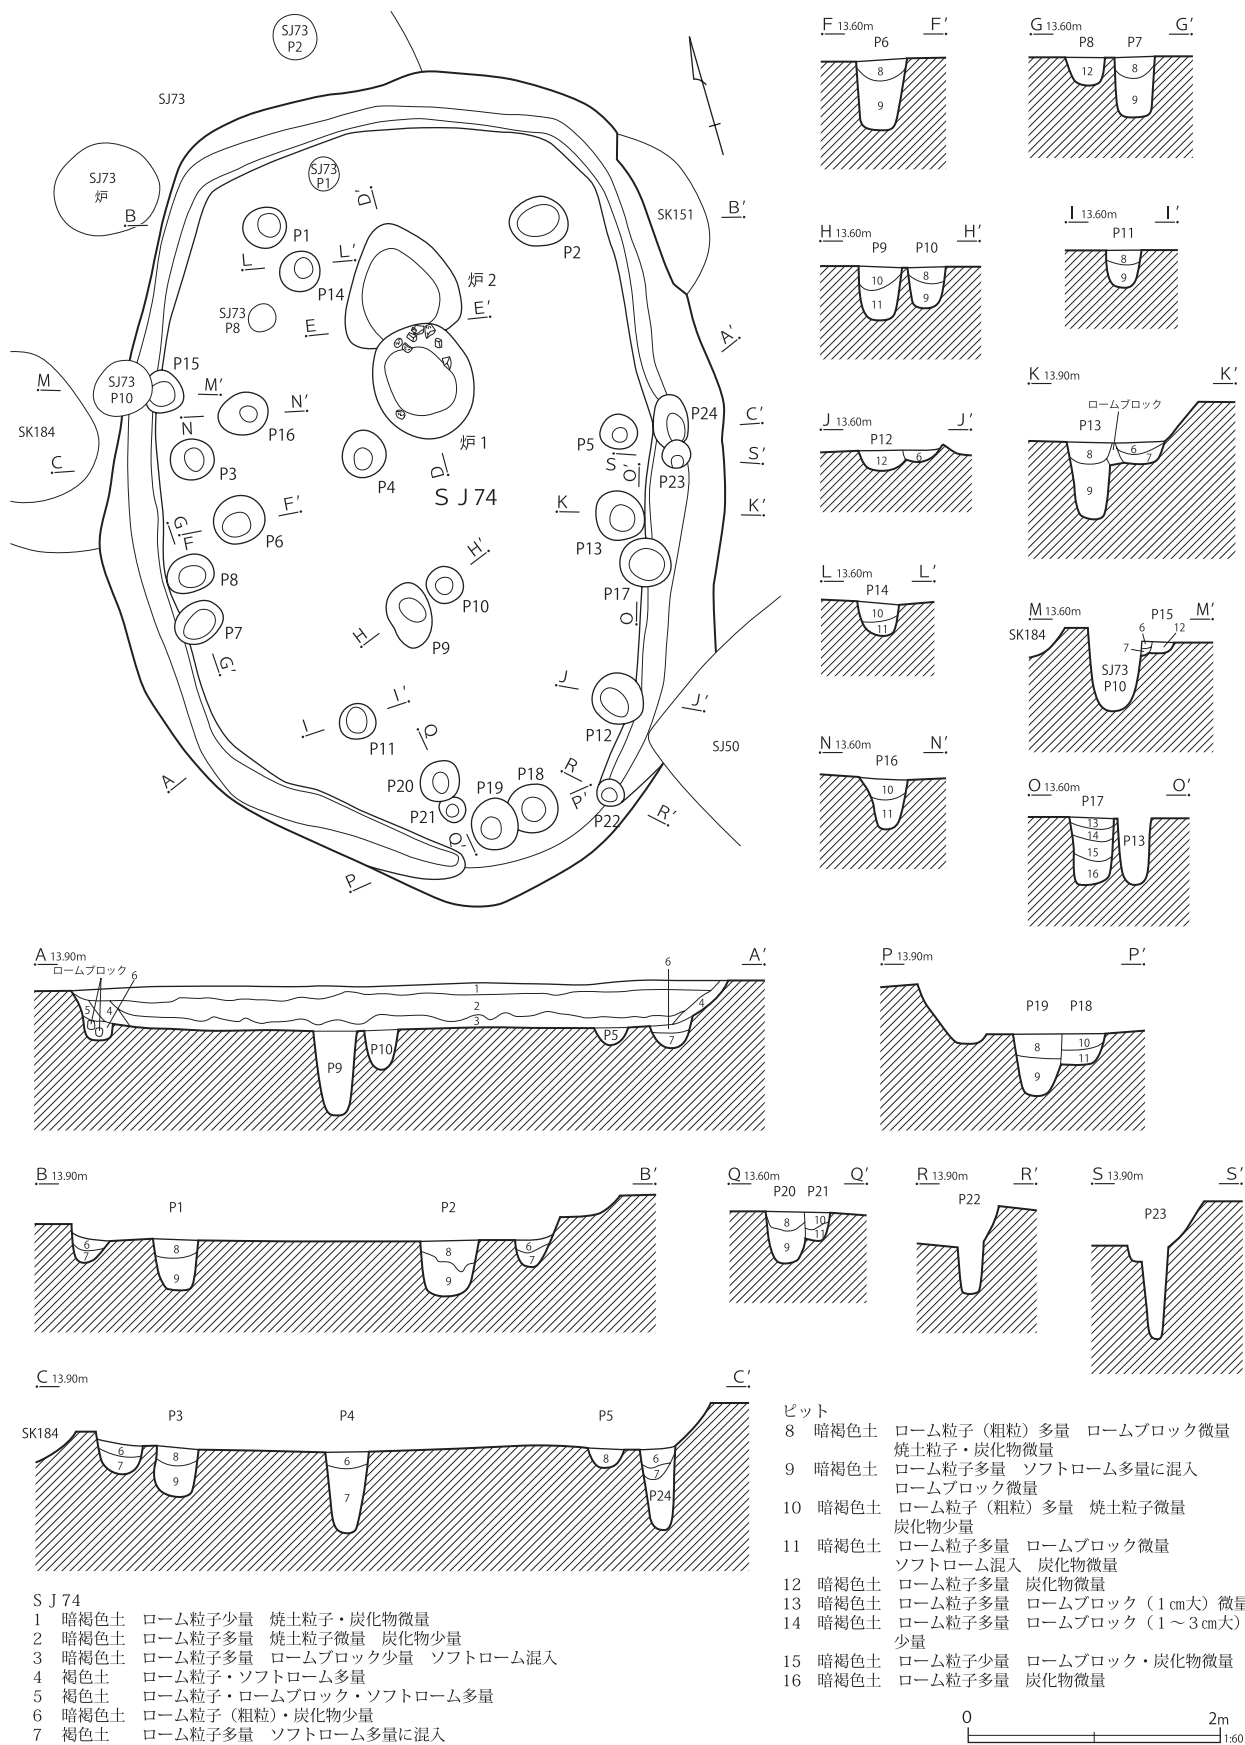 SJ73
P2
SJ73
SJ73
炉
SJ73
P1
B
B′
SK151
D′
P1
P2
L
L′
P14
炉 2
E
E′
SJ73
P8
A′
M
M′
SJ73
P10
P15
SK184
C
N
N′
P16
P24
C′
炉 1
P5
P3
P4
D
S
S′
O′
P23
ＳＪ74
K
K′
F
F′
P6
G
P13
P8
H′
P10
P17
P7
H
P9
O
G′
J
J′
I
I′
P11
Q
P12
SJ50
A
P20
R
P18
P19
P′
P21
P22
R′
Q′
P
F 13.60m F′
P6
8
9
G 13.60m G′
P8 P7
12 8
9
H 13.60m H′
P9 P10
10 8
11 9
I 13.60m I′
P11
8
9
J 13.60m J′
P12
12 6
K 13.90m K′
ロームブロック
P13
8 6
7
9
L 13.60m L′
P14
10
11
M 13.60m M′
SK184
P15
6 12
7
SJ73
P10
N 13.60m N′
P16
10
11
O 13.60m O′
P17
13
14
15
16
P13
A 13.90m A′
ロームブロック 6
6
1
5 4 2 4
3
7
P9 P10 P5
P 13.90m P′
P19 P18
8 10
11
9
B 13.90m B′
P1 P2
6 8 8 6
7 9 9 7
Q 13.60m Q′
P20 P21
8 10
9 11
R 13.90m R′
P22
S 13.90m S′
P23
C 13.90m C′
SK184
P3 P4 P5
6 8 6 8 6
7 9 7 7
P24
ＳＪ74
1　暗褐色土　ローム粒子少量　焼土粒子・炭化物微量
2　暗褐色土　ローム粒子多量　焼土粒子微量　炭化物少量
3　暗褐色土　ローム粒子多量　ロームブロック少量　ソフトローム混入
4　褐色土　　ローム粒子・ソフトローム多量
5　褐色土　　ローム粒子・ロームブロック・ソフトローム多量
6　暗褐色土　ローム粒子（粗粒）・炭化物少量
7　褐色土　　ローム粒子多量　ソフトローム多量に混入
ピット
8　暗褐色土　ローム粒子（粗粒）多量　ロームブロック微量
焼土粒子・炭化物微量
9　暗褐色土　ローム粒子多量　ソフトローム多量に混入
ロームブロック微量
10　暗褐色土　ローム粒子（粗粒）多量　焼土粒子微量
炭化物少量
11　暗褐色土　ローム粒子多量　ロームブロック微量
ソフトローム混入　炭化物微量
12　暗褐色土　ローム粒子多量　炭化物微量
13　暗褐色土　ローム粒子多量　ロームブロック（１㎝大）微量
14　暗褐色土　ローム粒子多量　ロームブロック（１～３㎝大）
少量
15　暗褐色土　ローム粒子少量　ロームブロック・炭化物微量
16　暗褐色土　ローム粒子多量　炭化物微量
0 2m
1:60